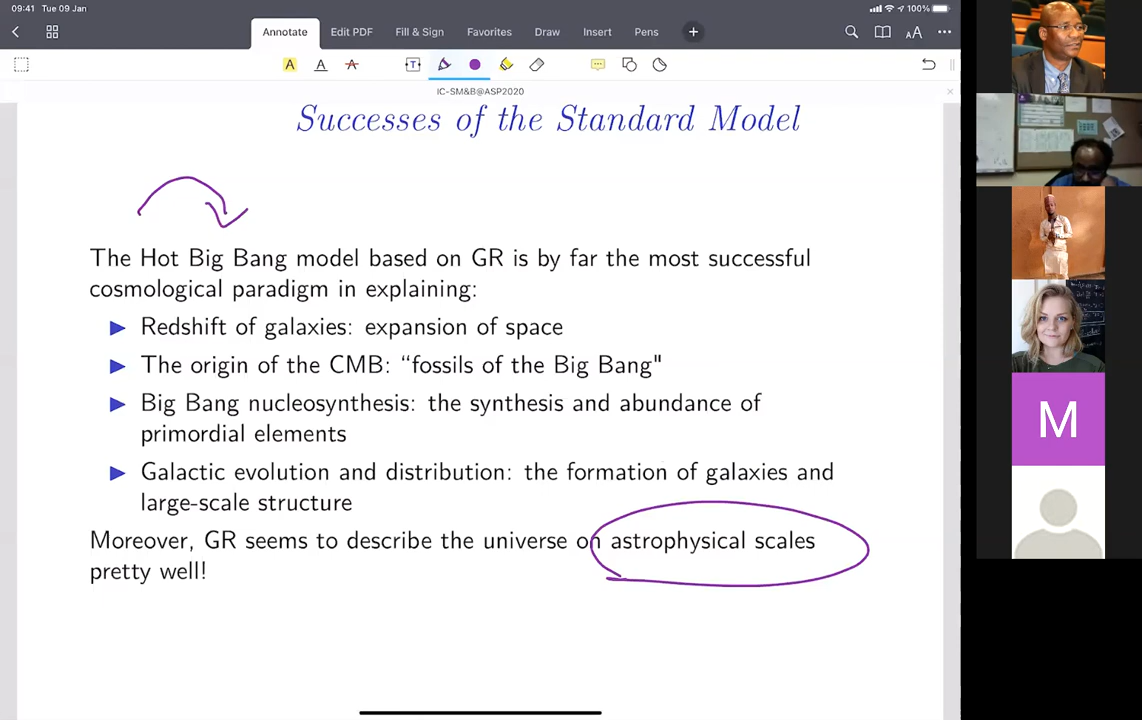 09:41 Tue 09 Jan
100%
Annotate Edit PDF Fill & Sign Favorites Draw Insert Pens
AA
A A A T
IC-SM&B@ASP2020
Successes of the Standard Model
The Hot Big Bang model based on GR is by far the most successful
cosmological paradigm in explaining:
Redshift of galaxies: expansion of space
The origin of the CMB: “fossils of the Big Bang"
Big Bang nucleosynthesis: the synthesis and abundance of
primordial elements
Galactic evolution and distribution: the formation of galaxies and
large-scale structure
Moreover, GR seems to describe the universe on astrophysical scales
pretty well!
M